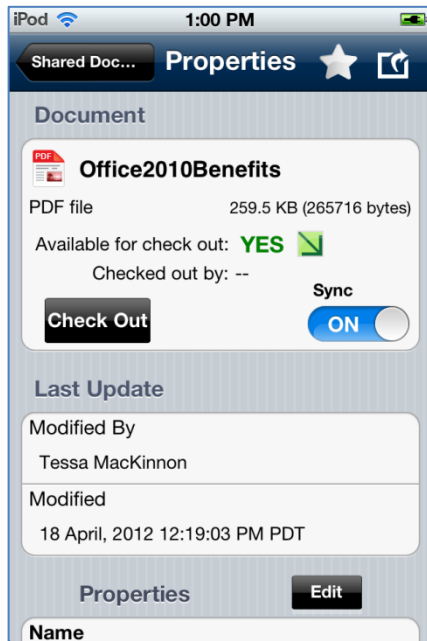 iPod 1:00 PM
Shared Doc... Properties
Document
PDF
Office2010Benefits
PDF file 259.5 KB (265716 bytes)
Available for check out: YES
Checked out by: --
Sync
Check Out ON
Last Update
Modified By
Tessa MacKinnon
Modified
18 April, 2012 12:19:03 PM PDT
Properties Edit
Name